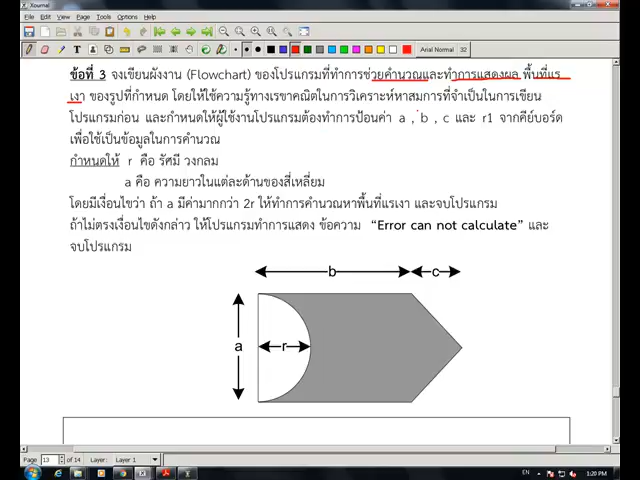 Xournal
File Edit View Page Tools Options Help
Arial Normal 32
ข้อที่ 3 จงเขียนผังงาน (Flowchart) ของโปรแกรมที่ทำการช่วยคำนวณและทำการแสดงผล พื้นที่แร
เงา ของรูปที่กำหนด โดยให้ใช้ความรู้ทางเรขาคณิตในการวิเคราะห์หาสมการที่จำเป็นในการเขียน
โปรแกรมก่อน และกำหนดให้ผู้ใช้งานโปรแกรมต้องทำการป้อนค่า a , b , c และ r1 จากคีย์บอร์ด
เพื่อใช้เป็นข้อมูลในการคำนวณ
กำหนดให้ r คือ รัศมี วงกลม
a คือ ความยาวในแต่ละด้านของสี่เหลี่ยม
โดยมีเงื่อนไขว่า ถ้า a มีค่ามากกว่า 2r ให้ทำการคำนวณหาพื้นที่แรเงา และจบโปรแกรม
ถ้าไม่ตรงเงื่อนไขดังกล่าว ให้โปรแกรมทำการแสดง ข้อความ “Error can not calculate” และ
จบโปรแกรม
b c
a r
Page 13 of 14 Layer: Layer 1
EN 1:20 PM